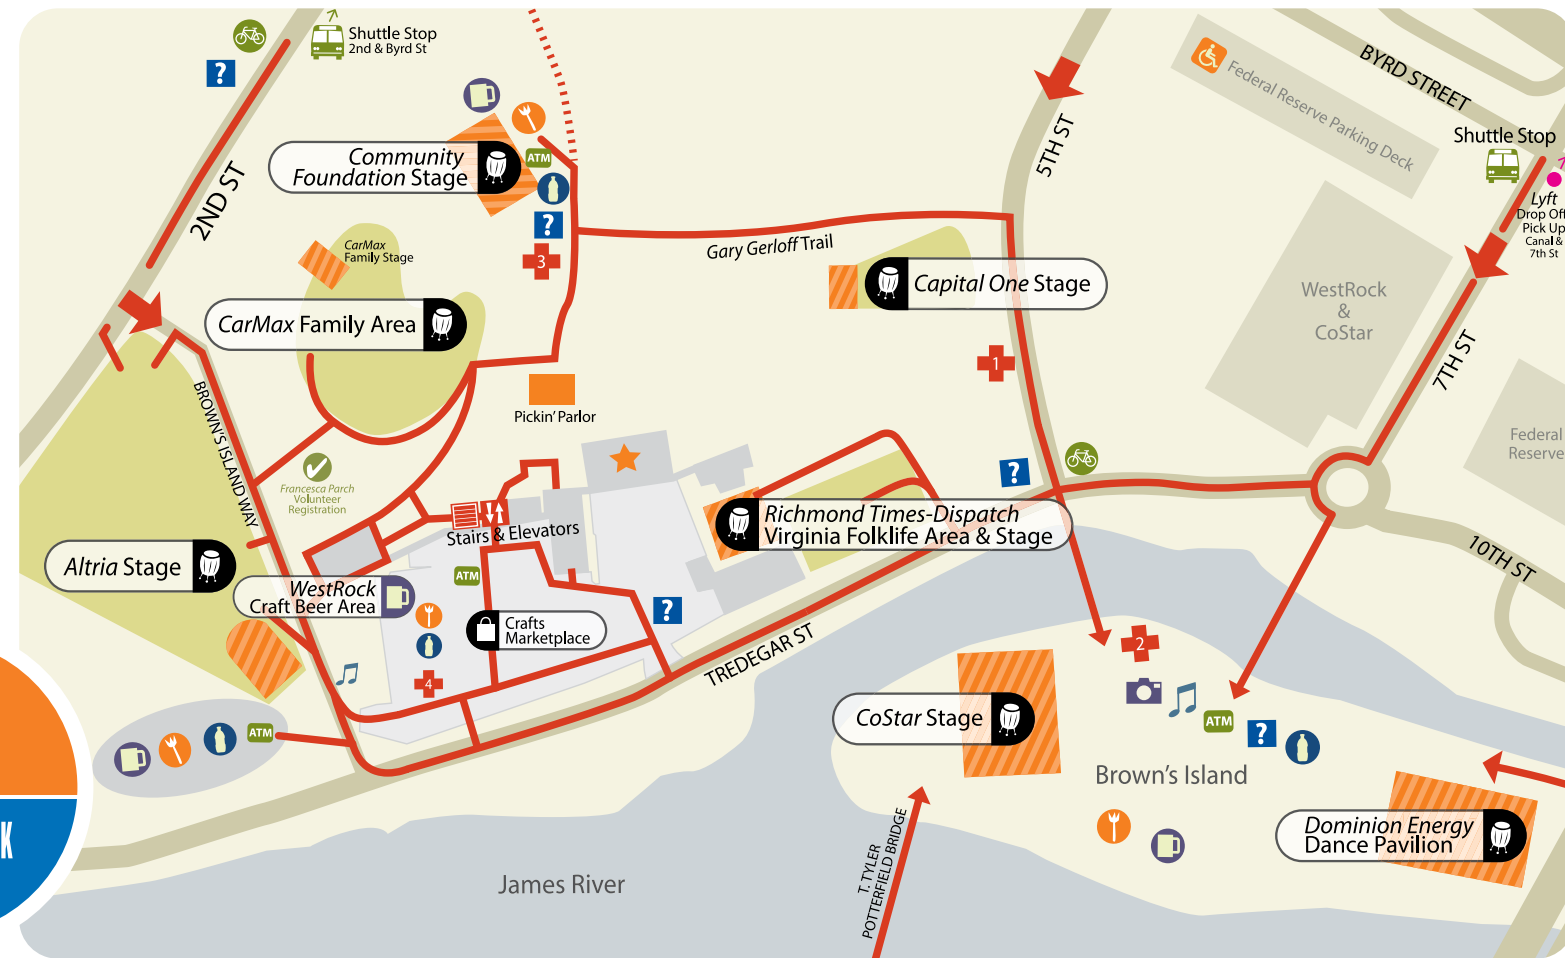 Shuttle Stop
2nd & Byrd St
?
2ND ST
Community
Foundation Stage
ATM
?
3
CarMax
Family Stage
CarMax Family Area
Gary Gerloff Trail
5TH ST
Federal Reserve Parking Deck
BYRD STREET
Shuttle Stop
Lyft
Drop Off
Pick Up
Canal &
7th St
Capital One Stage
WestRock
&
CoStar
1
7TH ST
Federal
Reserve
Pickin' Parlor
BROWN'S ISLAND WAY
Francesca Parch
Volunteer
Registration
Stairs & Elevators
?
Richmond Times-Dispatch
Virginia Folklife Area & Stage
10TH ST
Altria Stage
WestRock
Craft Beer Area
ATM
Crafts
Marketplace
?
4
TREDEGAR ST
2
ATM
?
CoStar Stage
Brown's Island
ATM
Dominion Energy
Dance Pavilion
T. TYLER
POTTERFIELD BRIDGE
James River
K